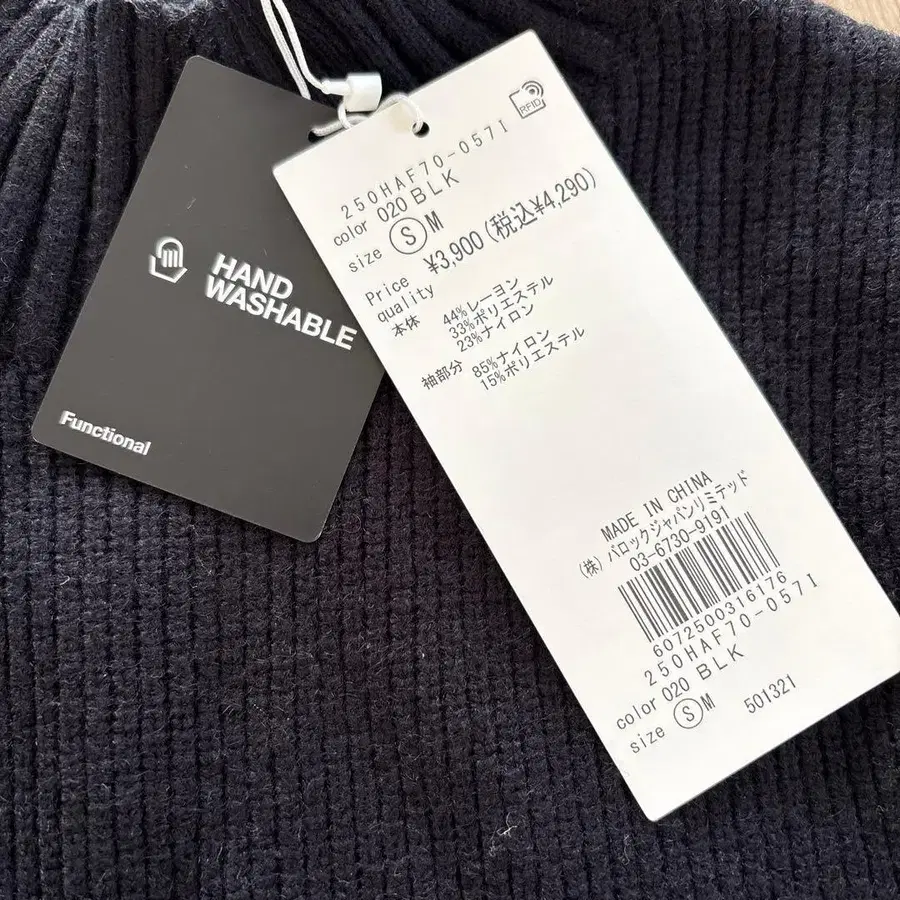 HAND
WASHABLE
Functional
RFID
250HAF70-0571
color 020 BLK
size S M
Price ¥3,900 (税込¥4,290)
quality
本体 44%レーヨン
33%ポリエステル
23%ナイロン
袖部分 85%ナイロン
15%ポリエステル
MADE IN CHINA
(株) バロックジャパンリミテッド
03-6730-9191
6072500316176
250HAF70-0571
color 020 BLK
size S M 501321